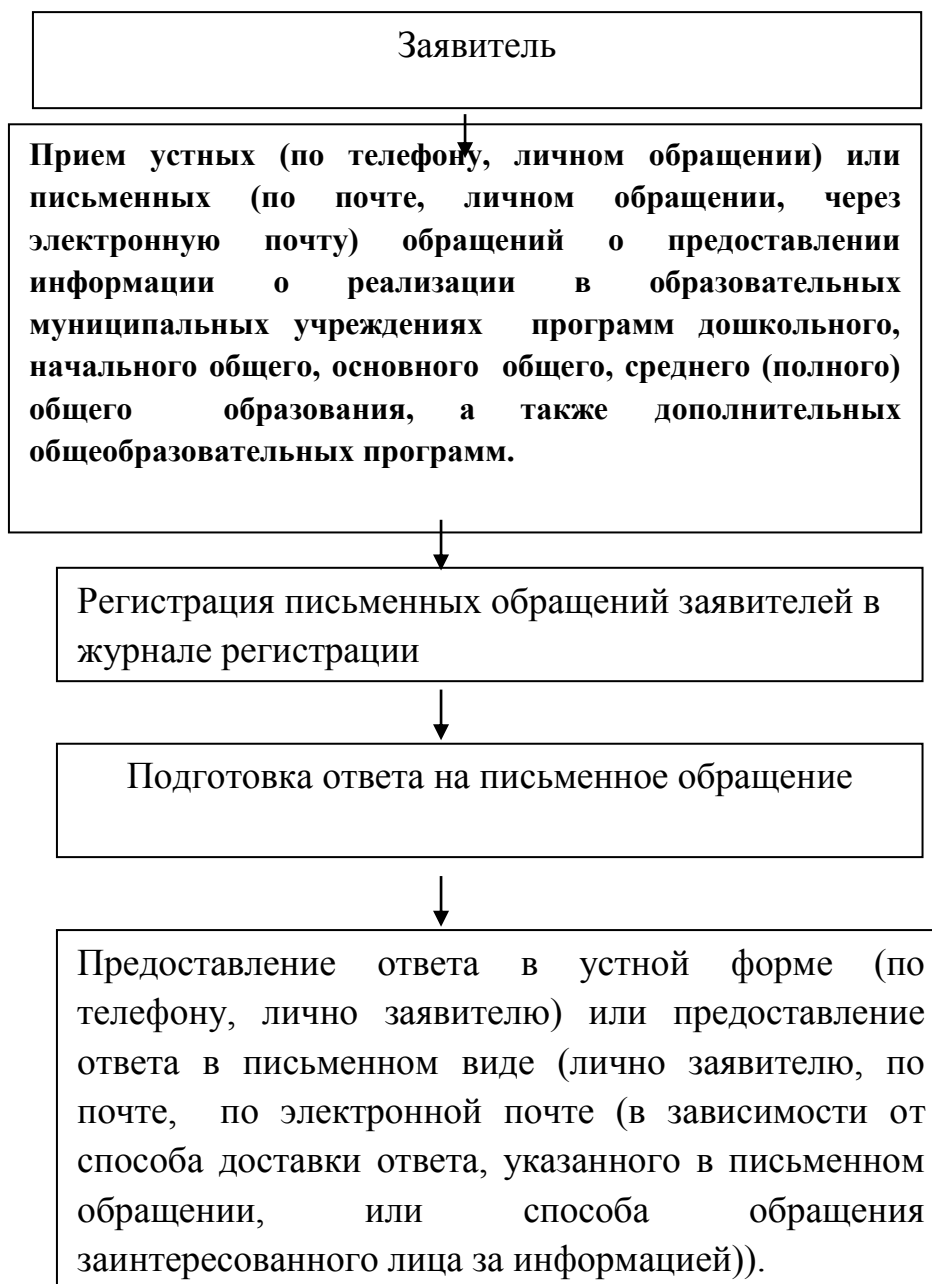 Заявитель
Прием устных (по телефону, личном обращении) или
письменных (по почте, личном обращении, через
электронную почту) обращений о предоставлении
информации о реализации в образовательных
муниципальных учреждениях программ дошкольного,
начального общего, основного общего, среднего (полного)
общего образования, а также дополнительных
общеобразовательных программ.
Регистрация письменных обращений заявителей в
журнале регистрации
Подготовка ответа на письменное обращение
Предоставление ответа в устной форме (по
телефону, лично заявителю) или предоставление
ответа в письменном виде (лично заявителю, по
почте, по электронной почте (в зависимости от
способа доставки ответа, указанного в письменном
обращении, или способа обращения
заинтересованного лица за информацией)).